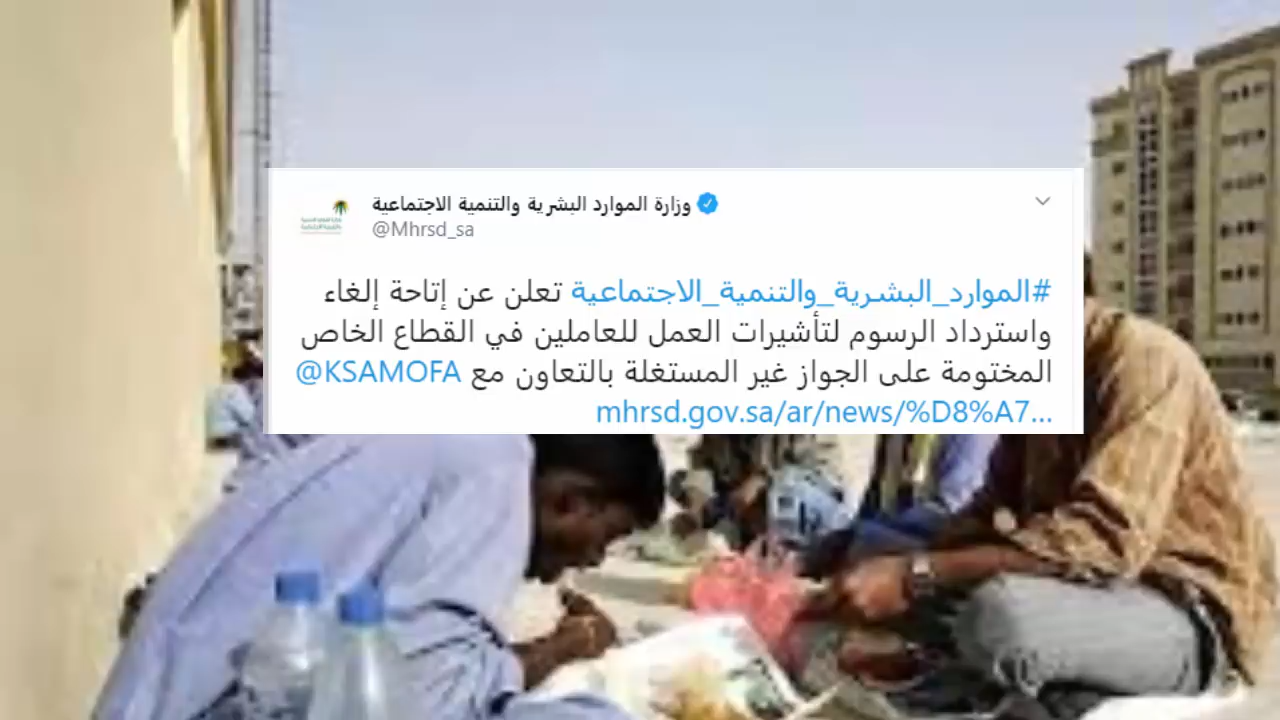 وزارة الموارد البشرية والتنمية الاجتماعية
@Mhrsd_sa
#الموارد_البشرية_والتنمية_الاجتماعية تعلن عن إتاحة إلغاء
واسترداد الرسوم لتأشيرات العمل للعاملين في القطاع الخاص
المختومة على الجواز غير المستغلة بالتعاون مع @KSAMOFA
mhrsd.gov.sa/ar/news/%D8%A7...